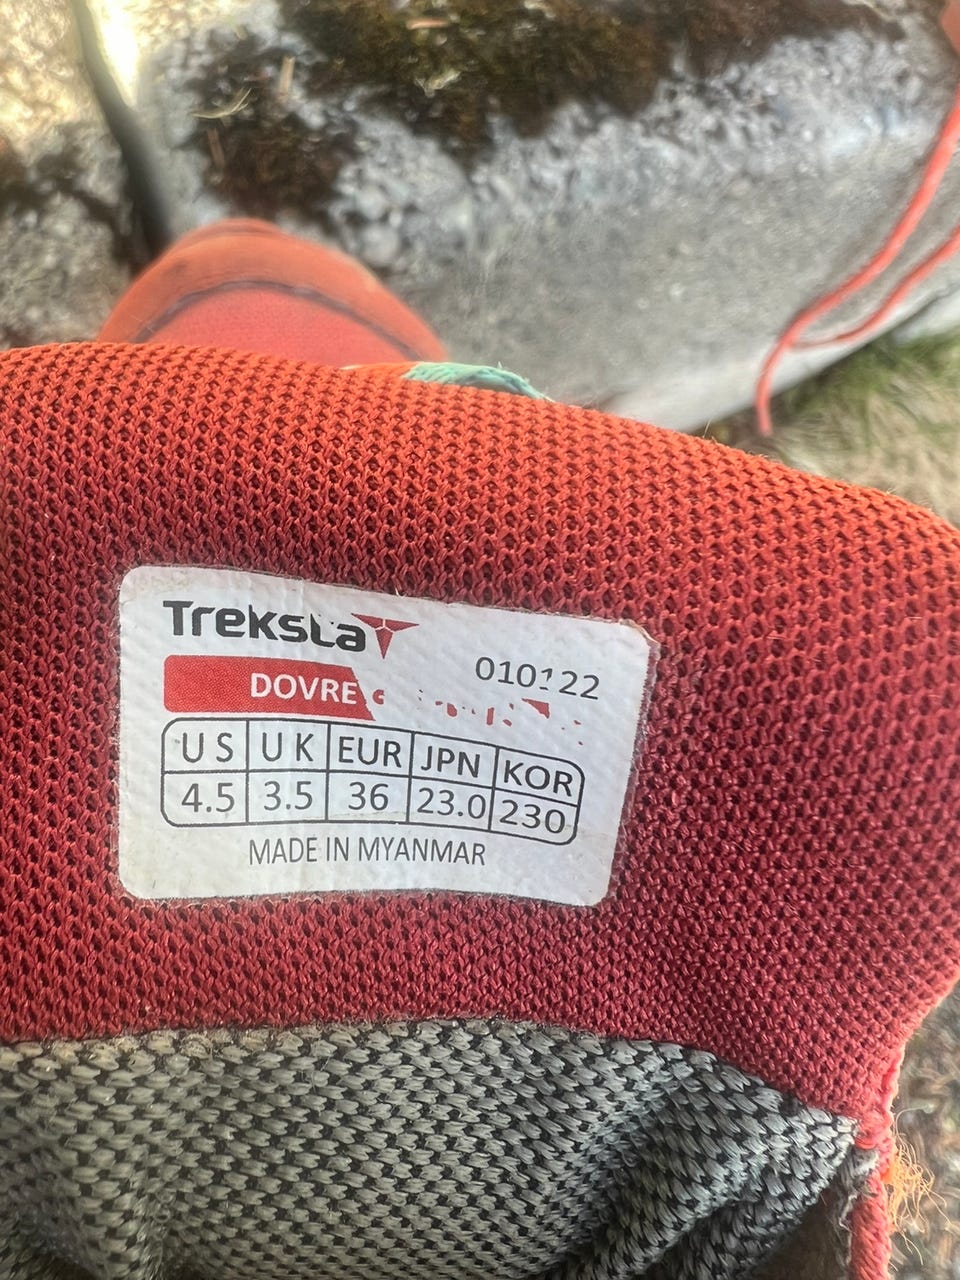 Treksta
010122
DOVRE
US UK EUR JPN KOR
4.5 3.5 36 23.0 230
MADE IN MYANMAR